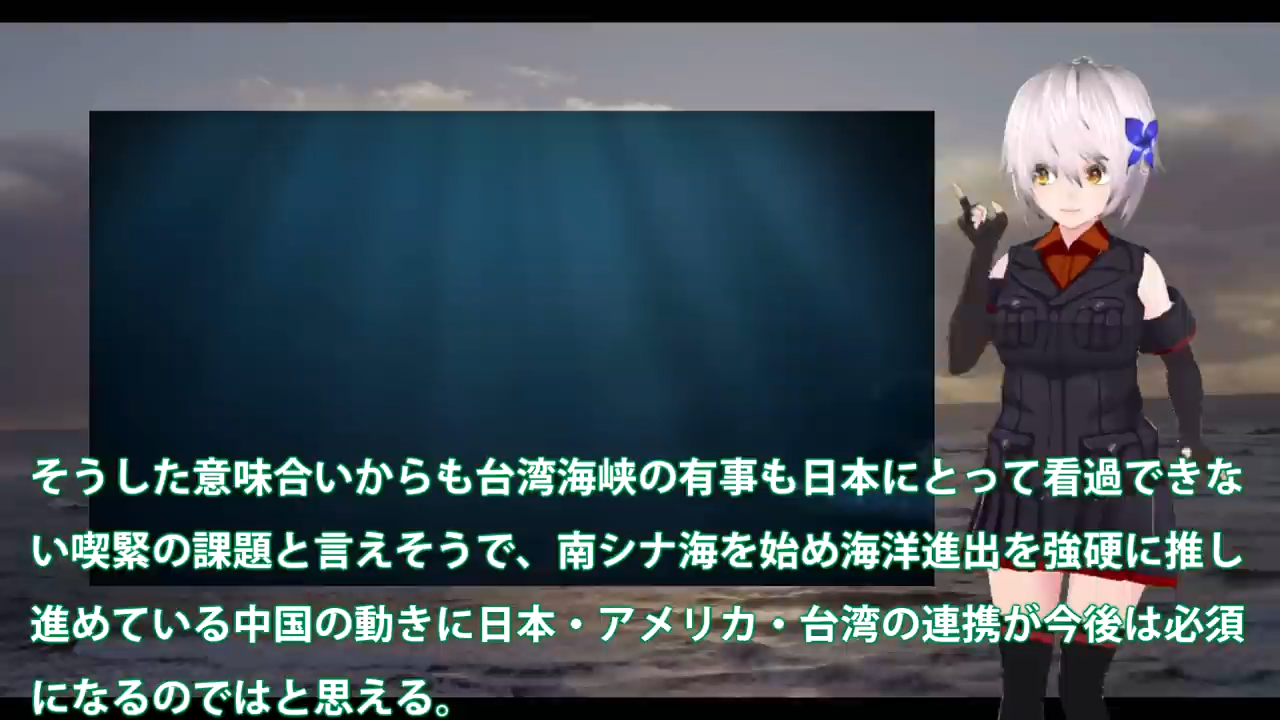 そうした意味合いからも台湾海峡の有事も日本にとって看過できな
い喫緊の課題と言えそうで、南シナ海を始め海洋進出を強硬に推し
進めている中国の動きに日本・アメリカ・台湾の連携が今後は必須
になるのではと思える。